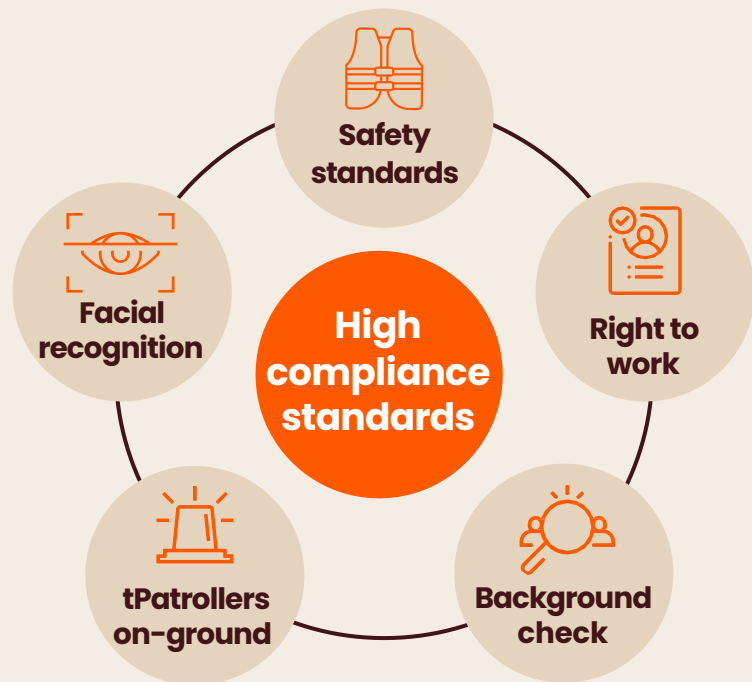 Safety
standards
Right to
work
Background
check
tPatrollers
on-ground
Facial
recognition
High
compliance
standards